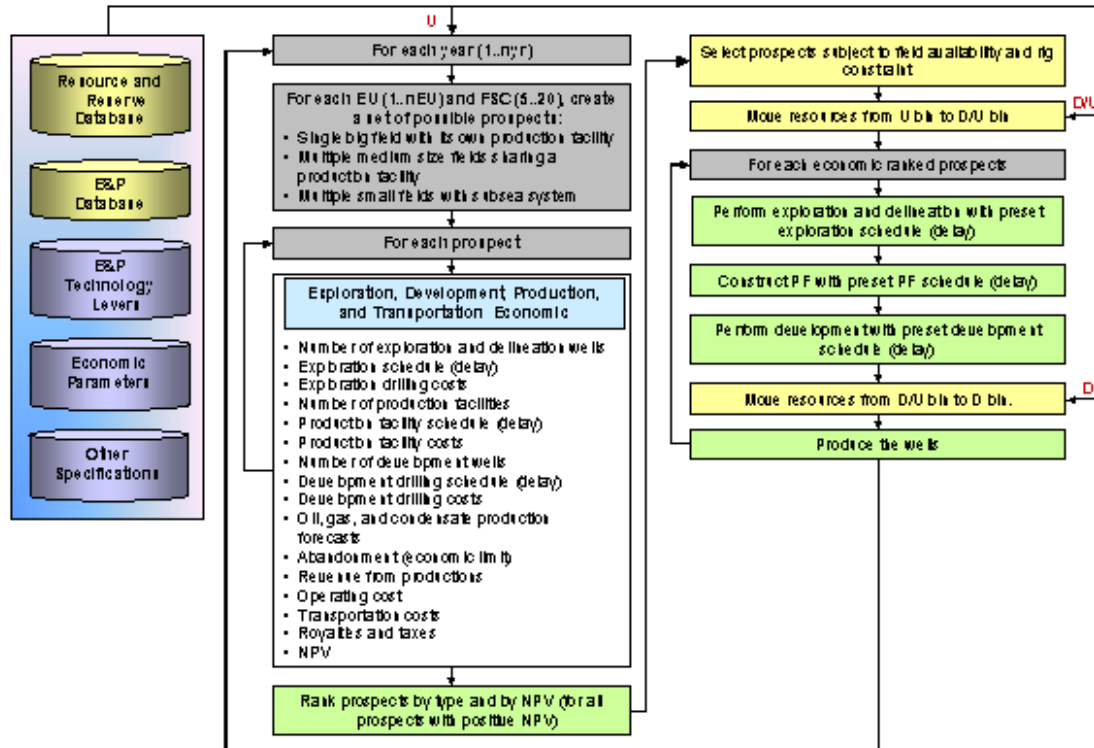 U
Resource and
Reserve
Database
E&P
Database
E&P
Technology
Levers
Economic
Parameters
Other
Specifications
For each year (1..nyr)
For each EU (1..nEU) and FSC (5..20), create
a set of possible prospects:
• Single big field with its own production facility
• Multiple medium size fields sharing a
production facility
• Multiple small fields with subsea system
For each prospect
Exploration, Development, Production,
and Transportation Economic
• Number of exploration and delineation wells
• Exploration schedule (delay)
• Exploration drilling costs
• Number of production facilities
• Production facility schedule (delay)
• Production facility costs
• Number of development wells
• Development drilling schedule (delay)
• Development drilling costs
• Oil, gas, and condensate production
forecasts
• Abandonment (economic limit)
• Revenue from productions
• Operating cost
• Transportation costs
• Royalties and taxes
• NPV
Rank prospects by type and by NPV (for all
prospects with positive NPV)
Select prospects subject to field availability and rig
constraint
D/U
Move resources from U bin to D/U bin
For each economic ranked prospects
Perform exploration and delineation with preset
exploration schedule (delay)
Construct PF with preset PF schedule (delay)
Perform development with preset development
schedule (delay)
D
Move resources from D/U bin to D bin.
Produce the wells